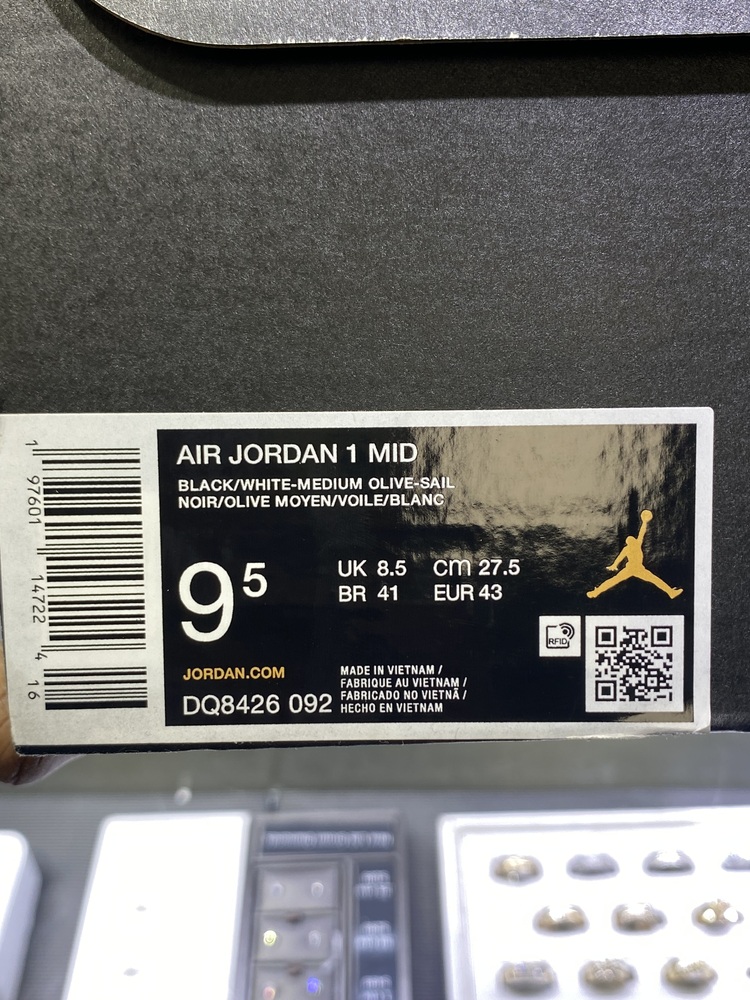 AIR JORDAN 1 MID
BLACK/WHITE-MEDIUM OLIVE-SAIL
NOIR/OLIVE MOYEN/VOILE/BLANC
9 5
UK 8.5 cm 27.5
BR 41 EUR 43
RFID
JORDAN.COM
DQ8426 092
MADE IN VIETNAM /
FABRIQUE AU VIETNAM /
FABRICADO NO VIETNÃ /
HECHO EN VIETNAM
1 97601 14722 4 16